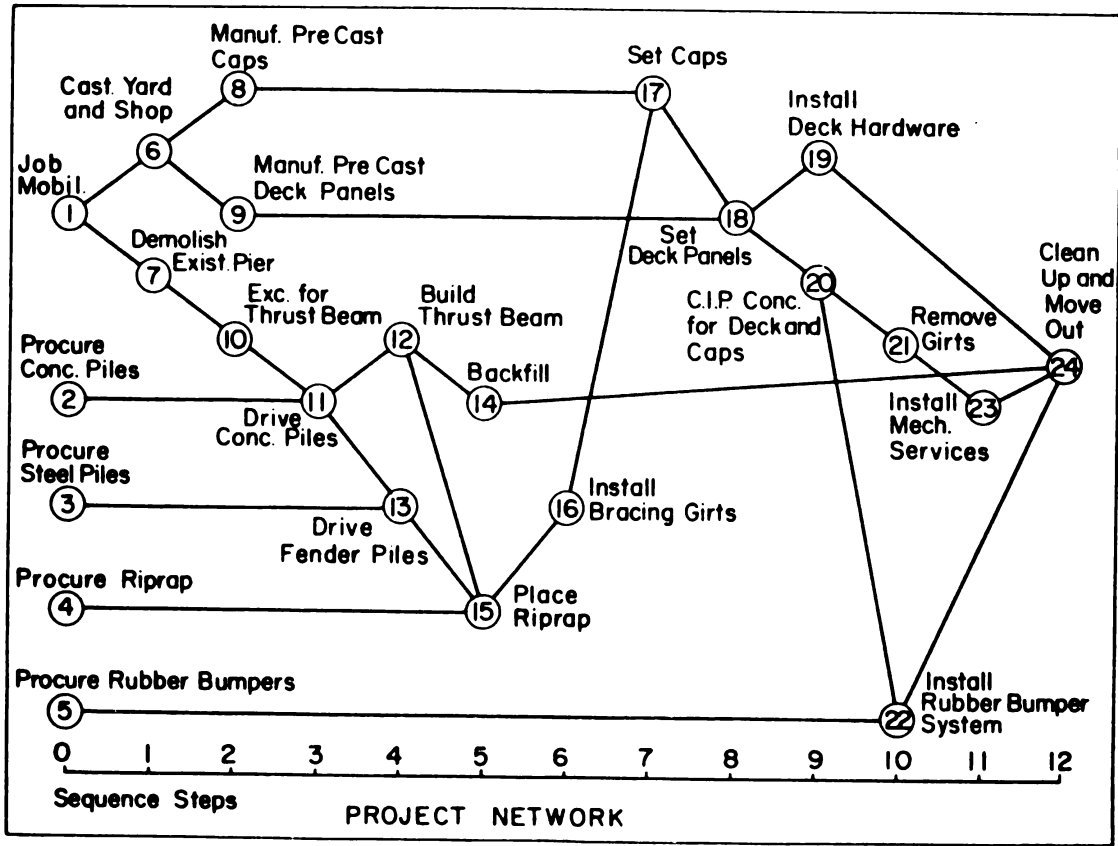 Manuf. Pre Cast
Caps
8
Set Caps
17
Cast. Yard
and Shop
6
Install
Deck Hardware
19
Job
Mobil.
1
Manuf. Pre Cast
Deck Panels
9
18
Set
Deck Panels
Demolish
Exist. Pier
7
Exc. for
Thrust Beam
10
Build
Thrust Beam
12
20
C.I.P. Conc.
for Deck and
Caps
Clean
Up and
Move
Out
24
Remove
Girts
21
Procure
Conc. Piles
2
11
Drive
Conc. Piles
Backfill
14
23
Install
Mech.
Services
Procure
Steel Piles
3
13
Drive
Fender Piles
16
Install
Bracing Girts
Procure Riprap
4
15
Place
Riprap
Procure Rubber Bumpers
5
22
Install
Rubber Bumper
System
0 1 2 3 4 5 6 7 8 9 10 11 12
Sequence Steps
PROJECT NETWORK